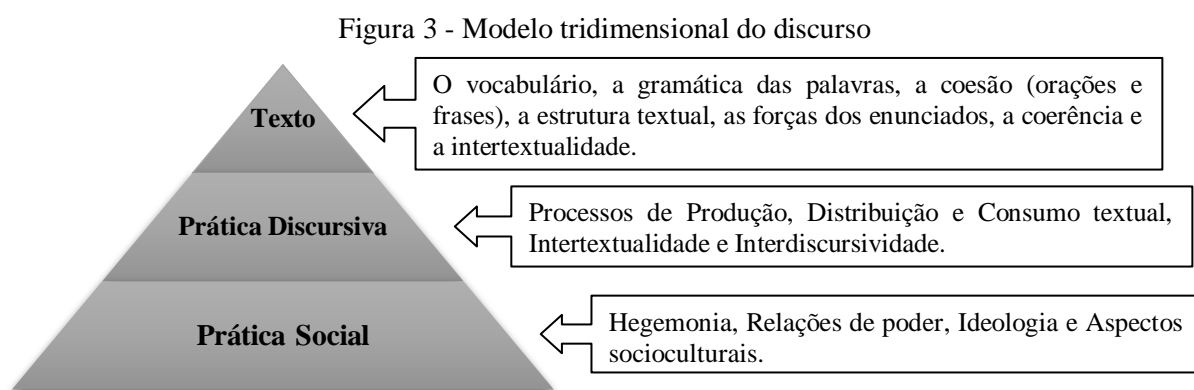 Figura 3 - Modelo tridimensional do discurso
Texto
O vocabulário, a gramática das palavras, a coesão (orações e
frases), a estrutura textual, as forças dos enunciados, a coerência e
a intertextualidade.
Prática Discursiva
Processos de Produção, Distribuição e Consumo textual,
Intertextualidade e Interdiscursividade.
Prática Social
Hegemonia, Relações de poder, Ideologia e Aspectos
socioculturais.